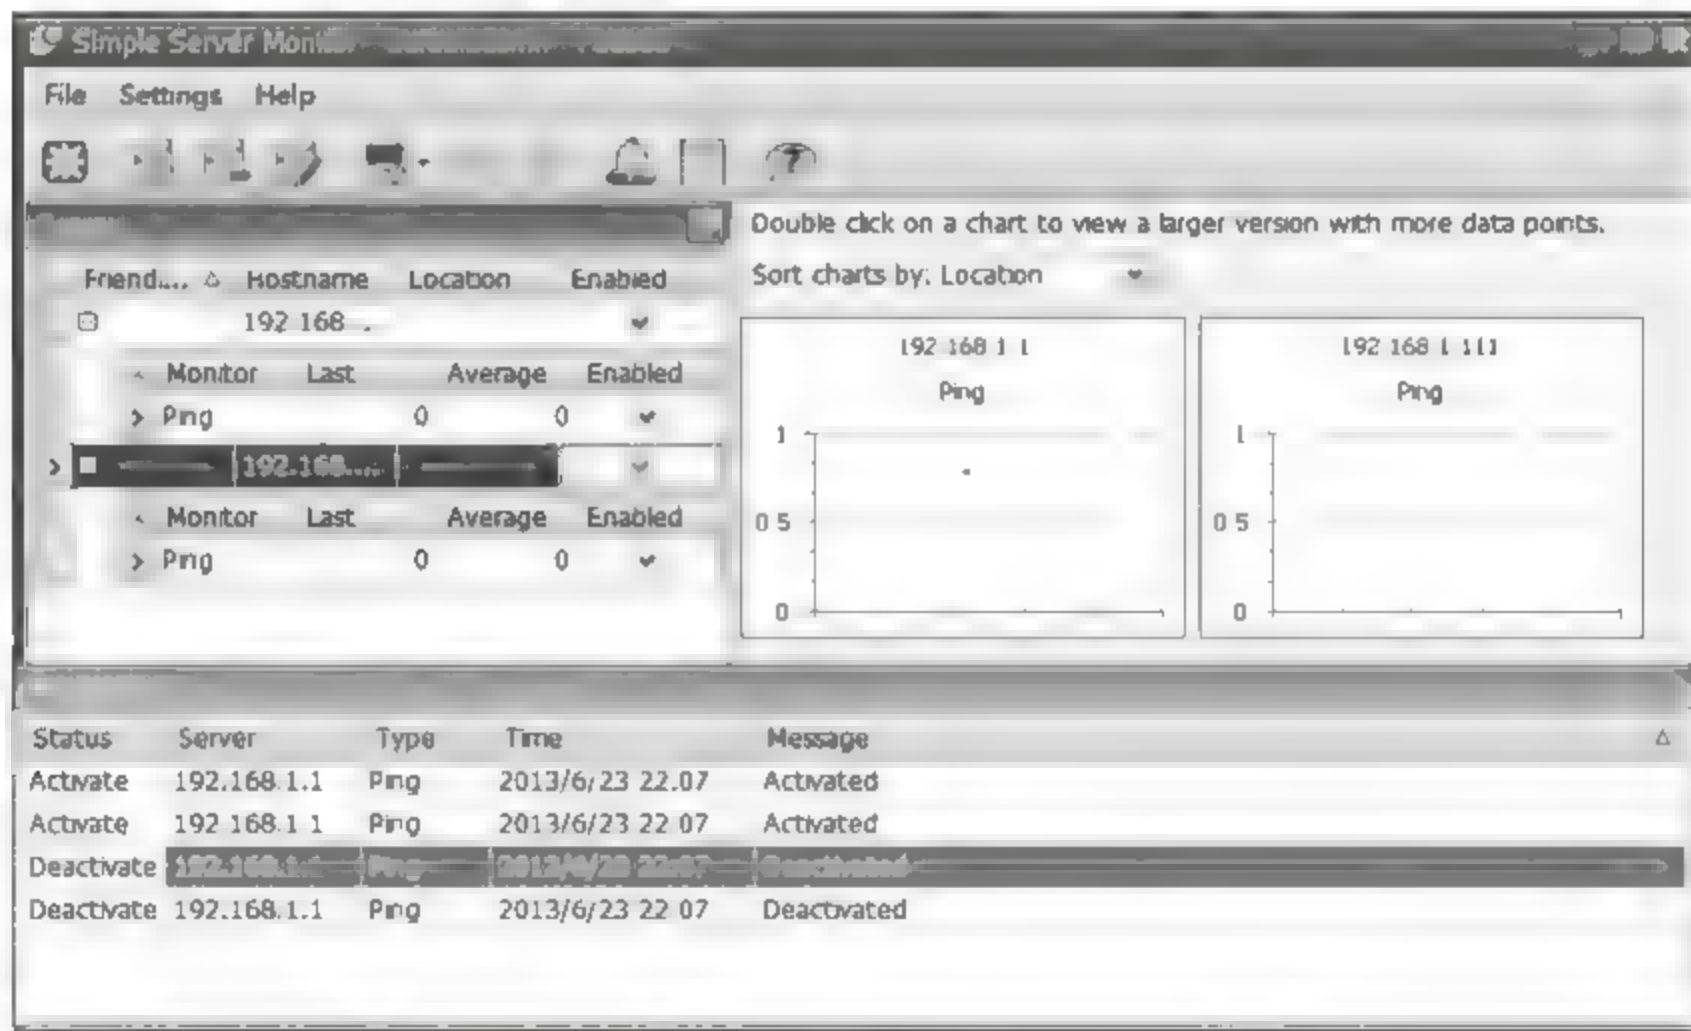 Simple Server
File Settings Help
Double click on a chart to view a larger version with more data points.
Sort charts by: Location
Friend... Hostname Location Enabled
192 168 .
Monitor Last Average Enabled
Ping 0 0
192.168....
Monitor Last Average Enabled
Ping 0 0
192 168 1 1
Ping
1
0 5
0
192 168 1 111
Ping
1
0 5
0
Status Server Type Time Message
Activate 192.168.1.1 Ping 2013/6/23 22:07 Activated
Activate 192 168.1 1 Ping 2013/6/23 22 07 Activated
Deactivate Ping
Deactivate 192.168.1.1 Ping 2013/6/23 22 07 Deactivated